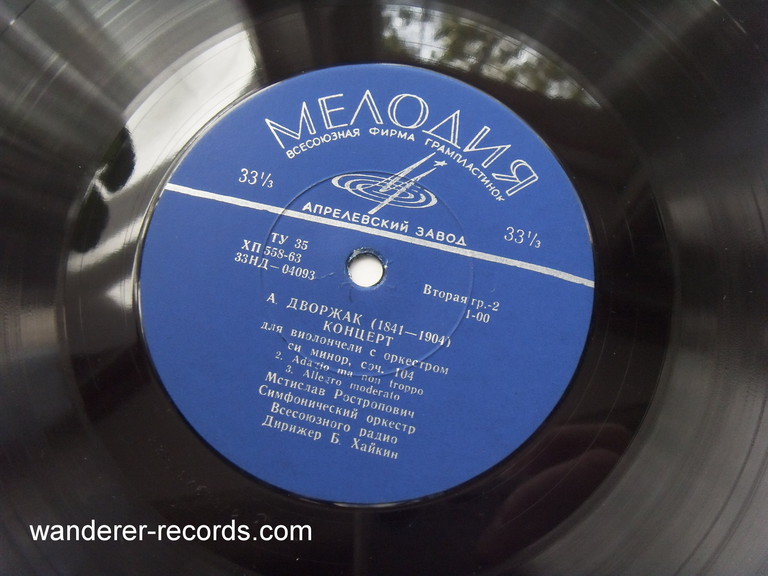 МЕЛОДИЯ
ВСЕСОЮЗНАЯ ФИРМА ГРАМПЛАСТИНОК
33⅓
АПРЕЛЕВСКИЙ ЗАВОД
33⅓
ТУ 35
ХП 558-63
33НД—04093
Вторая гр.-2
1-00
А. ДВОРЖАК (1841—1904)
КОНЦЕРТ
для виолончели с оркестром
си минор, соч. 104
2. Adagio ma non troppo
3. Allegro moderato
Мстислав Ростропович
Симфонический оркестр
Всесоюзного радио
Дирижер Б. Хайкин
wanderer-records.com